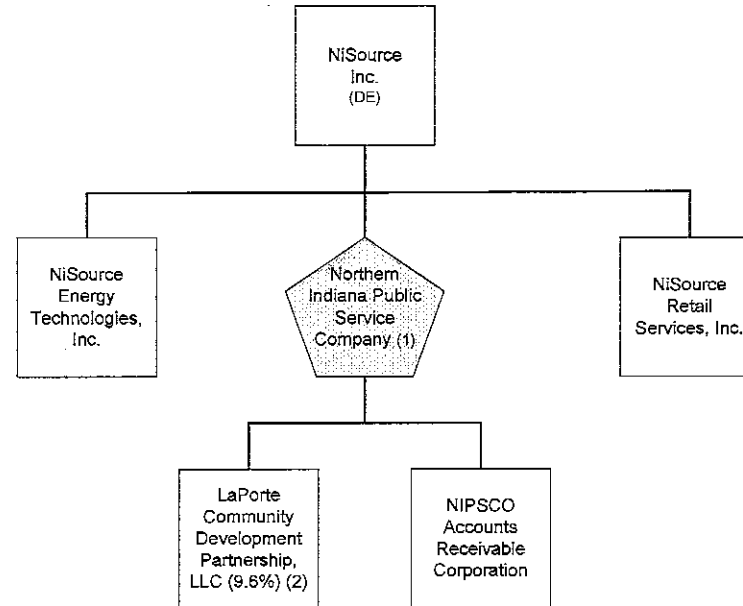 NiSource
Inc.
(DE)
NiSource
Energy
Technologies,
Inc.
Northern
Indiana Public
Service
Company (1)
NiSource
Retail
Services, Inc.
LaPorte
Community
Development
Partnership,
LLC (9.6%) (2)
NIPSCO
Accounts
Receivable
Corporation